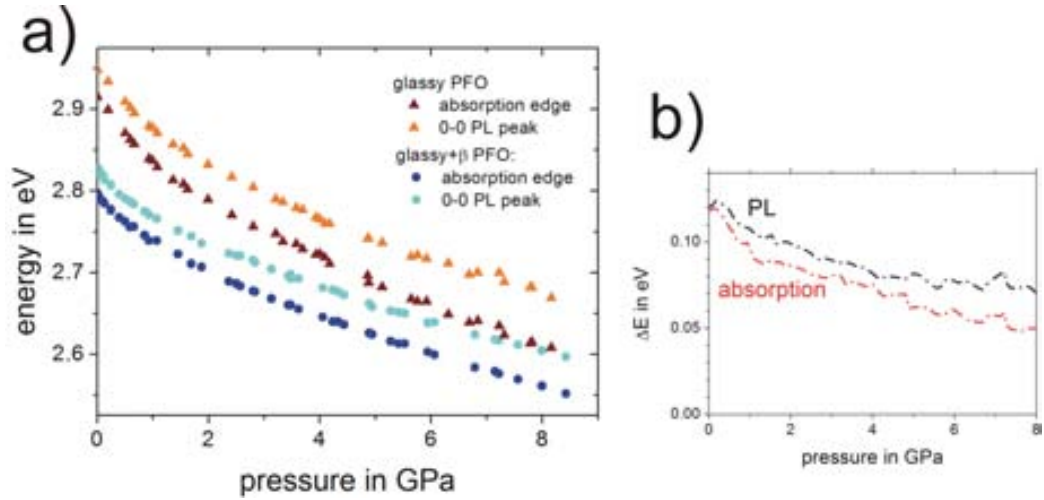 a)
energy in eV
2.9
2.8
2.7
2.6
0
2
4
6
8
pressure in GPa
glassy PFO
absorption edge
0-0 PL peak
glassy+β PFO:
absorption edge
0-0 PL peak
b)
ΔE in eV
0.10
0.05
0.00
0
2
4
6
8
pressure in GPa
PL
absorption